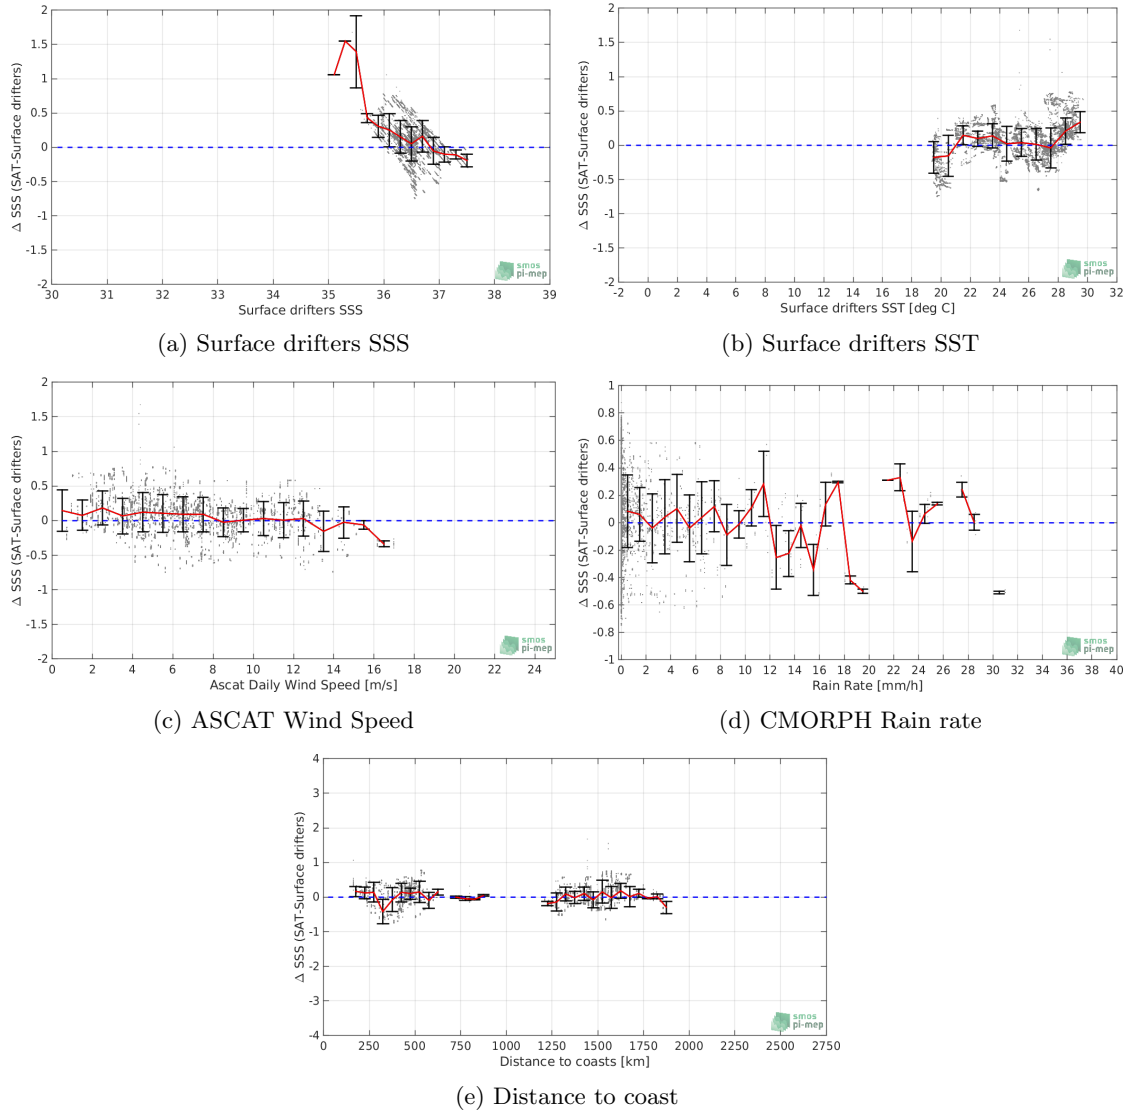 2
1.5
1
0.5
0
-0.5
-1
-1.5
-2
Δ SSS (SAT-Surface drifters)
30 31 32 33 34 35 36 37 38 39
Surface drifters SSS
smos
pi-mep
(a) Surface drifters SSS
2
1.5
1
0.5
0
-0.5
-1
-1.5
-2
Δ SSS (SAT-Surface drifters)
-2 0 2 4 6 8 10 12 14 16 18 20 22 24 26 28 30 32
Surface drifters SST [deg C]
smos
pi-mep
(b) Surface drifters SST
2
1.5
1
0.5
0
-0.5
-1
-1.5
-2
Δ SSS (SAT-Surface drifters)
0 2 4 6 8 10 12 14 16 18 20 22 24
Ascat Daily Wind Speed [m/s]
smos
pi-mep
(c) ASCAT Wind Speed
1
0.8
0.6
0.4
0.2
0
-0.2
-0.4
-0.6
-0.8
-1
Δ SSS (SAT-Surface drifters)
0 2 4 6 8 10 12 14 16 18 20 22 24 26 28 30 32 34 36 38 40
Rain Rate [mm/h]
smos
pi-mep
(d) CMORPH Rain rate
4
3
2
1
0
-1
-2
-3
-4
Δ SSS (SAT-Surface drifters)
0 250 500 750 1000 1250 1500 1750 2000 2250 2500 2750
Distance to coasts [km]
smos
pi-mep
(e) Distance to coast